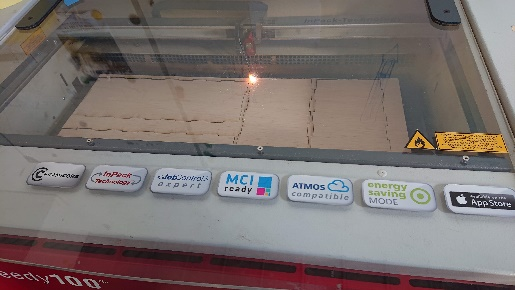 InPack
Technology
JobControl®
expert
MCI
ready
ATMOS
compatible
energy
saving
MODE
App Store
eedy100